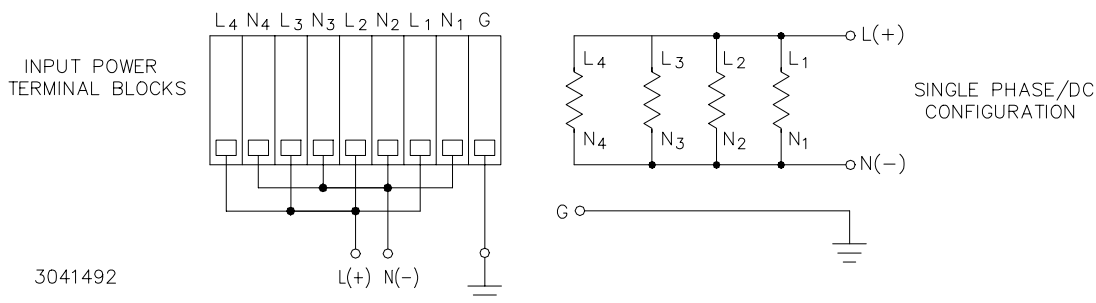 L4 N4 L3 N3 L2 N2 L1 N1 G
INPUT POWER
TERMINAL BLOCKS
L(+) N(-)
3041492
L(+)
L4 L3 L2 L1
N4 N3 N2 N1
N(-)
G
SINGLE PHASE/DC
CONFIGURATION